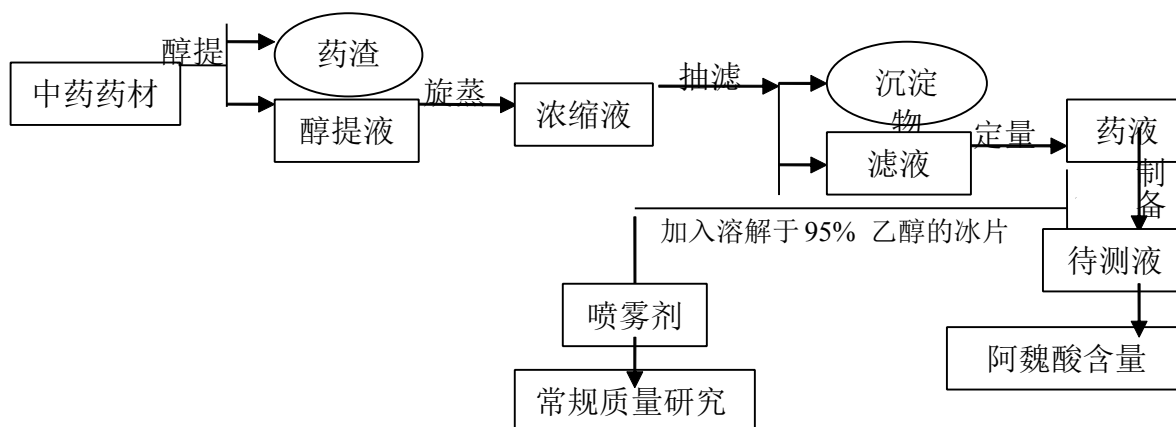 醇提
药渣
中药药材
醇提液
旋蒸
浓缩液
抽滤
沉淀
物
滤液
定量
药液
制
备
加入溶解于 95% 乙醇的冰片
待测液
喷雾剂
阿魏酸含量
常规质量研究